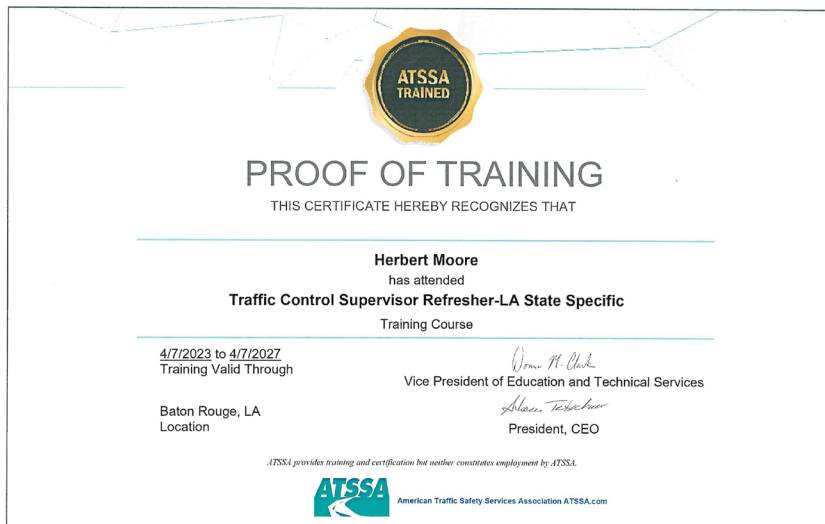 ATSSA
TRAINED
PROOF OF TRAINING
THIS CERTIFICATE HEREBY RECOGNIZES THAT
Herbert Moore
has attended
Traffic Control Supervisor Refresher-LA State Specific
Training Course
4/7/2023 to 4/7/2027
Training Valid Through
Vice President of Education and Technical Services
Baton Rouge, LA
Location
President, CEO
ATSSA provides training and certification but neither constitutes employment by ATSSA.
ATSSA
American Traffic Safety Services Association ATSSA.com